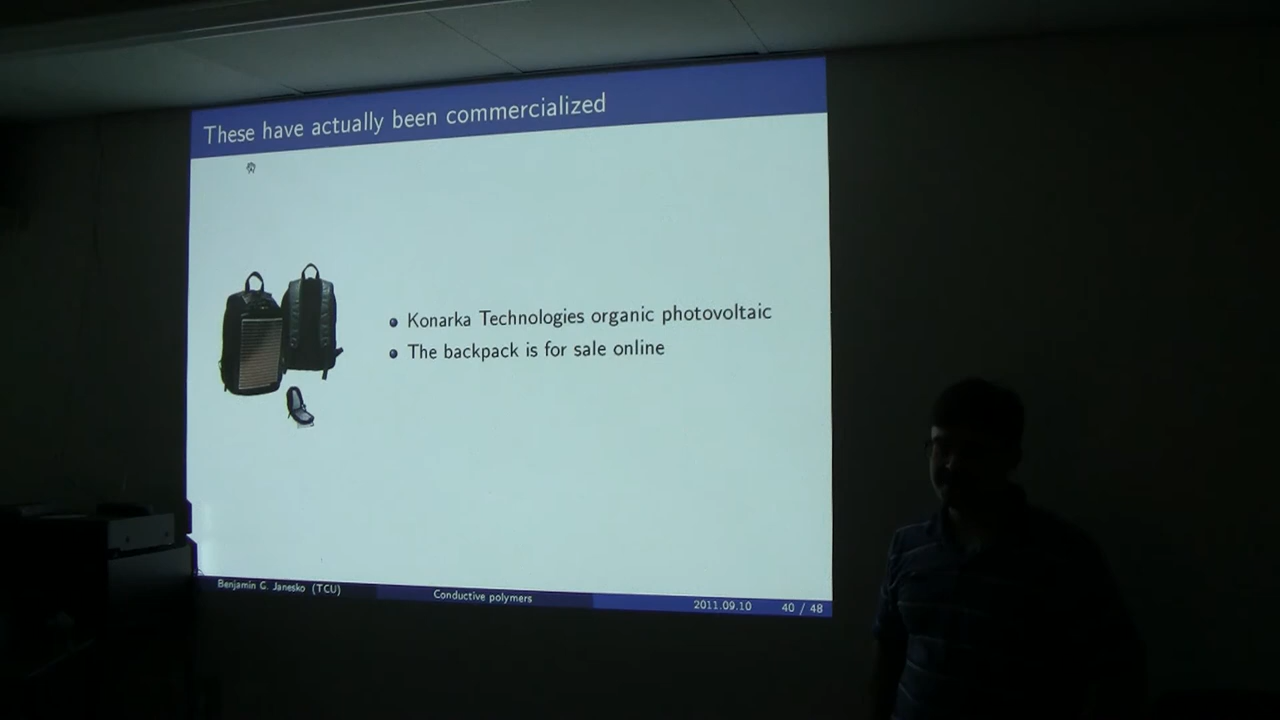 These have actually been commercialized
Konarka Technologies organic photovoltaic
The backpack is for sale online
Benjamin G. Janesko (TCU)
Conductive polymers
2011.09.10
40 / 48